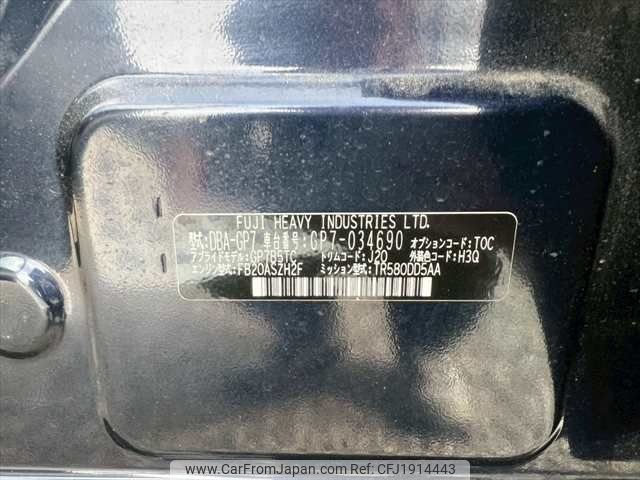 FUJI HEAVY INDUSTRIES LTD.
型式:DBA-GP7 車台番号:GP7-034690 オプションコード:TOC
アプライドモデル:GP7B5TC トリムコード:J20 外装色コード:H3Q
エンジン型式:FB20ASZH2F ミッション型式:TR580DD5AA
www.CarFromJapan.com - CFJ1914443